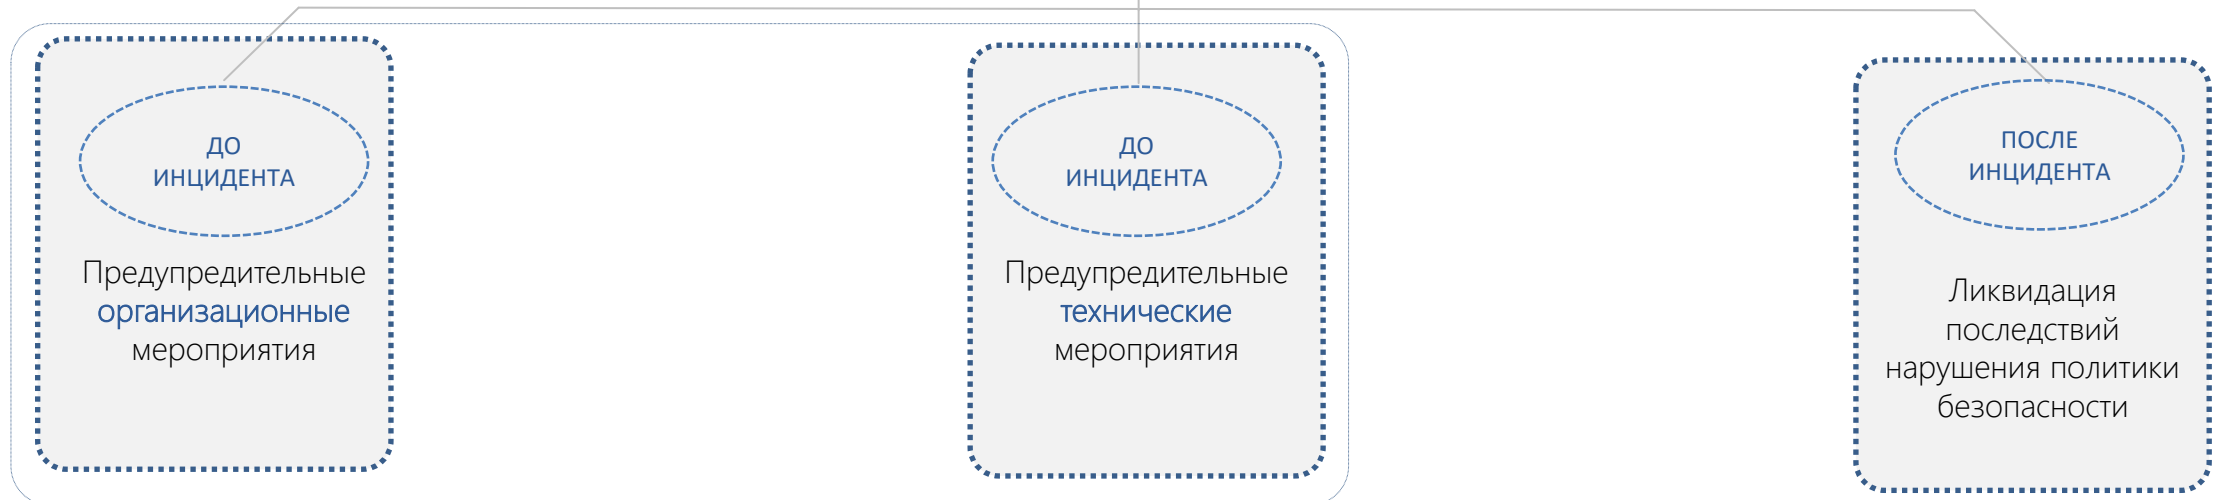 ДО
ИНЦИДЕНТА
Предупредительные
организационные
мероприятия
ДО
ИНЦИДЕНТА
Предупредительные
технические
мероприятия
ПОСЛЕ
ИНЦИДЕНТА
Ликвидация
последствий
нарушения политики
безопасности